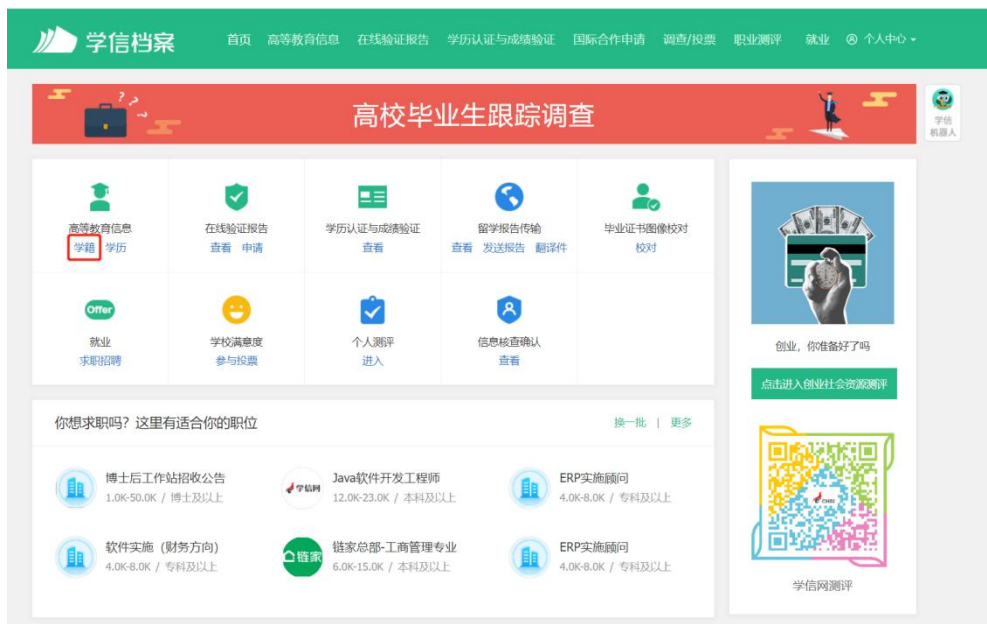 学信档案
首页 高等教育信息 在线验证报告 学历认证与成绩验证 国际合作申请 调查/投票 职业测评 就业 个人中心
高校毕业生跟踪调查
学信
机器人
高等教育信息
学籍 学历
在线验证报告
查看 申请
学历认证与成绩验证
查看
留学报告传输
查看 发送报告 翻译件
毕业证书图像校对
校对
Offer
就业
求职招聘
学校满意度
参与投票
个人测评
进入
信息核查确认
查看
创业，你准备好了吗
点击进入创业社会资源测评
你想求职吗？这里有适合你的职位
换一批 | 更多
博士后工作站招收公告
1.0K-50.0K / 博士及以上
学信网
Java软件开发工程师
12.0K-23.0K / 本科及以上
ERP实施顾问
4.0K-8.0K / 专科及以上
软件实施（财务方向）
4.0K-8.0K / 专科及以上
链家
链家总部-工商管理专业
6.0K-15.0K / 本科及以上
ERP实施顾问
4.0K-8.0K / 专科及以上
学信网测评